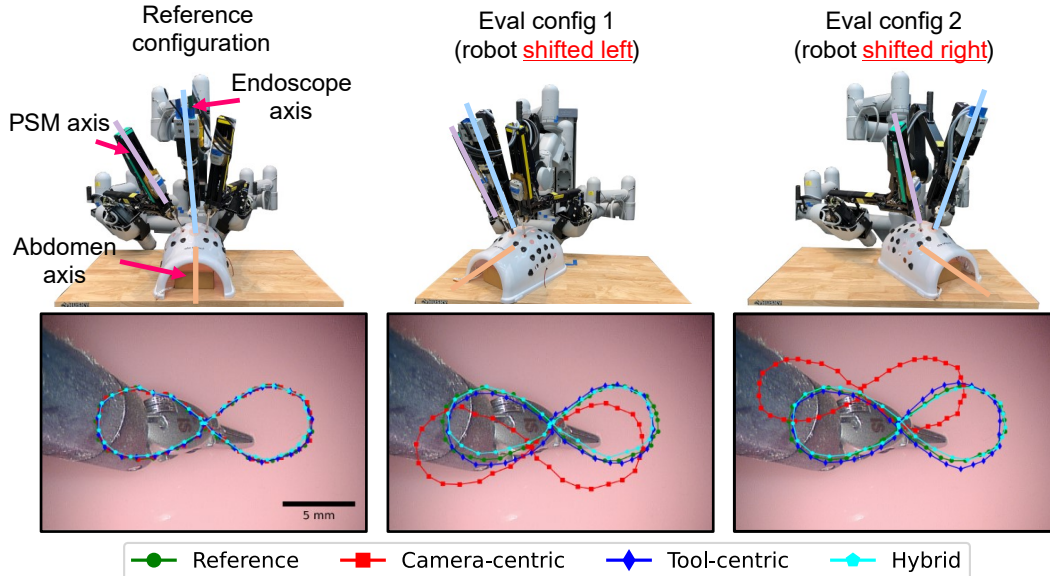 Reference
configuration
Eval config 1
(robot shifted left)
Eval config 2
(robot shifted right)
Endoscope
axis
PSM axis
Abdomen
axis
5 mm
Reference
Camera-centric
Tool-centric
Hybrid